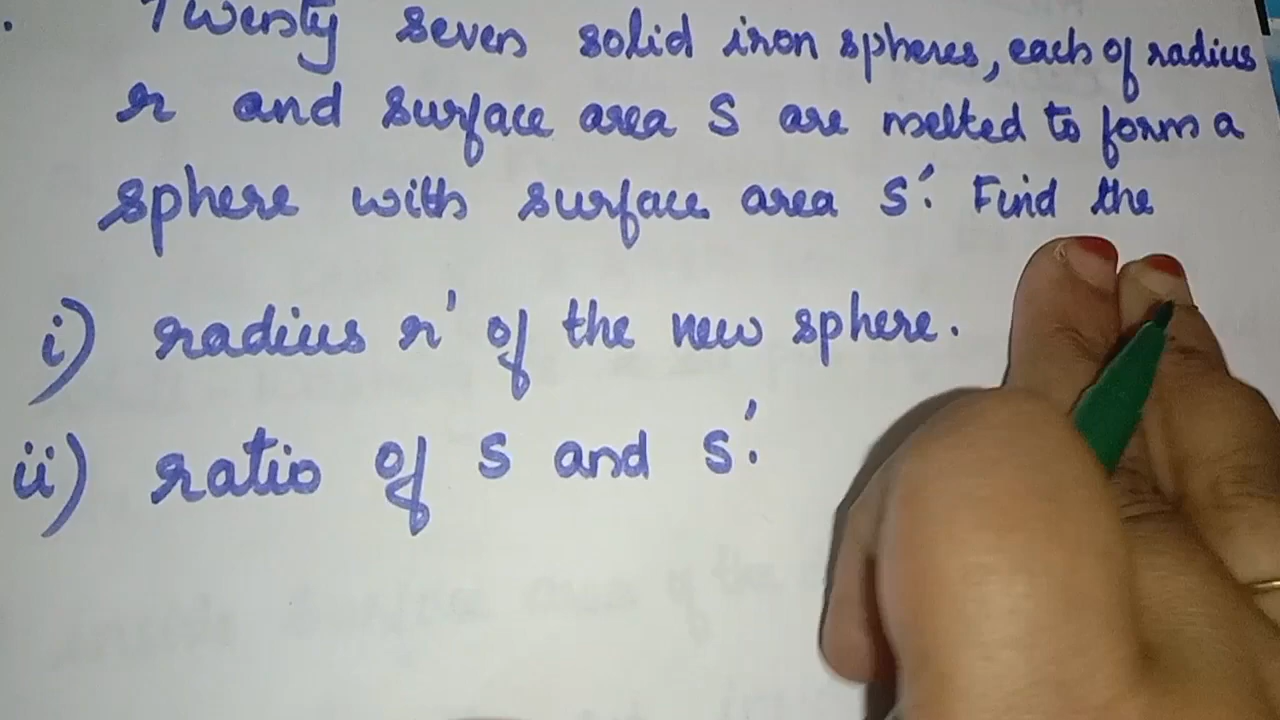 Twenty seven solid iron spheres, each of radius
r and surface area S are melted to form a
sphere with surface area S'. Find the
i) radius r' of the new sphere.
ii) ratio of S and S'.